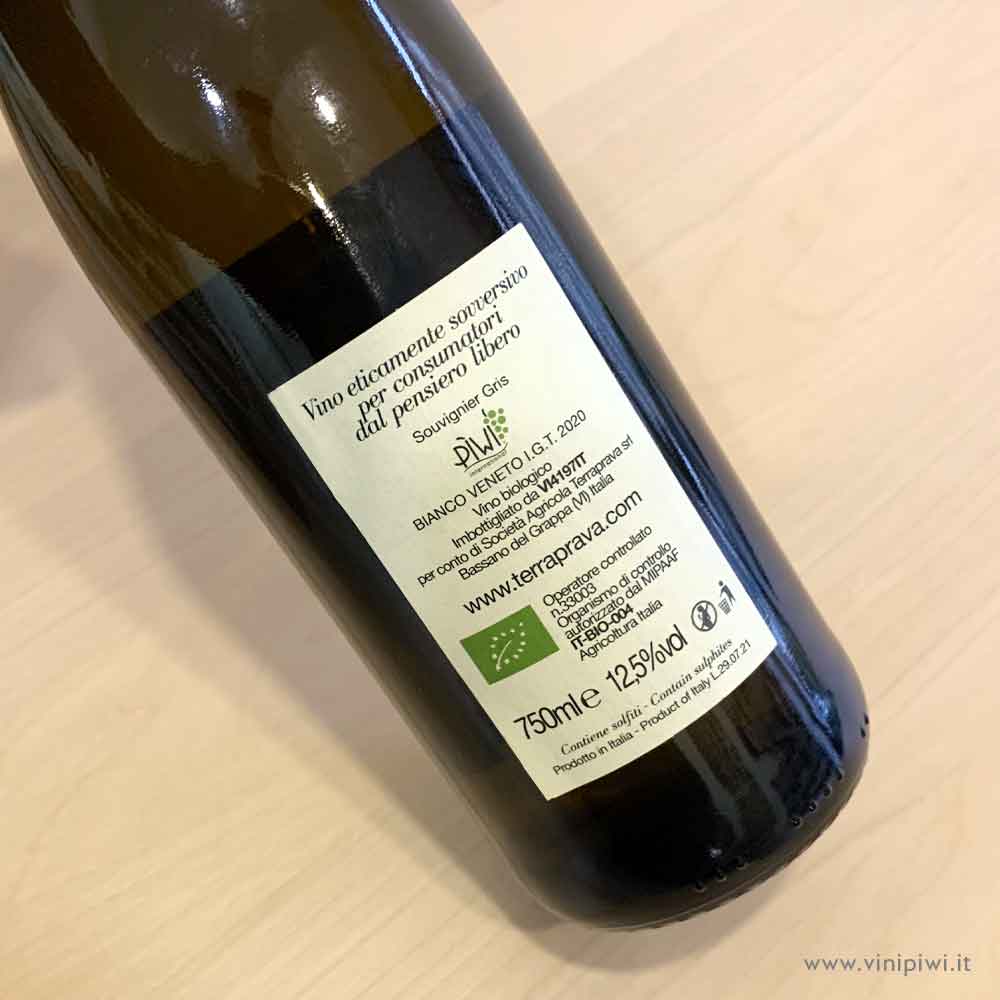 Vino eticamente sovversivo
per consumatori
dal pensiero libero
Souvignier Gris
PIWI
international
BIANCO VENETO I.G.T. 2020
Vino biologico
Imbottigliato da VI4197IT
per conto di Società Agricola Terraprava srl
Bassano del Grappa (VI) Italia
www.terraprava.com
Operatore controllato
n.33003
Organismo di controllo
autorizzato dal MIPAAF
IT-BIO-004
Agricoltura Italia
750ml e 12,5%vol
Contiene solfiti - Contain sulphites
Prodotto in Italia - Product of Italy L.29.07.21
www.vinipiwi.it